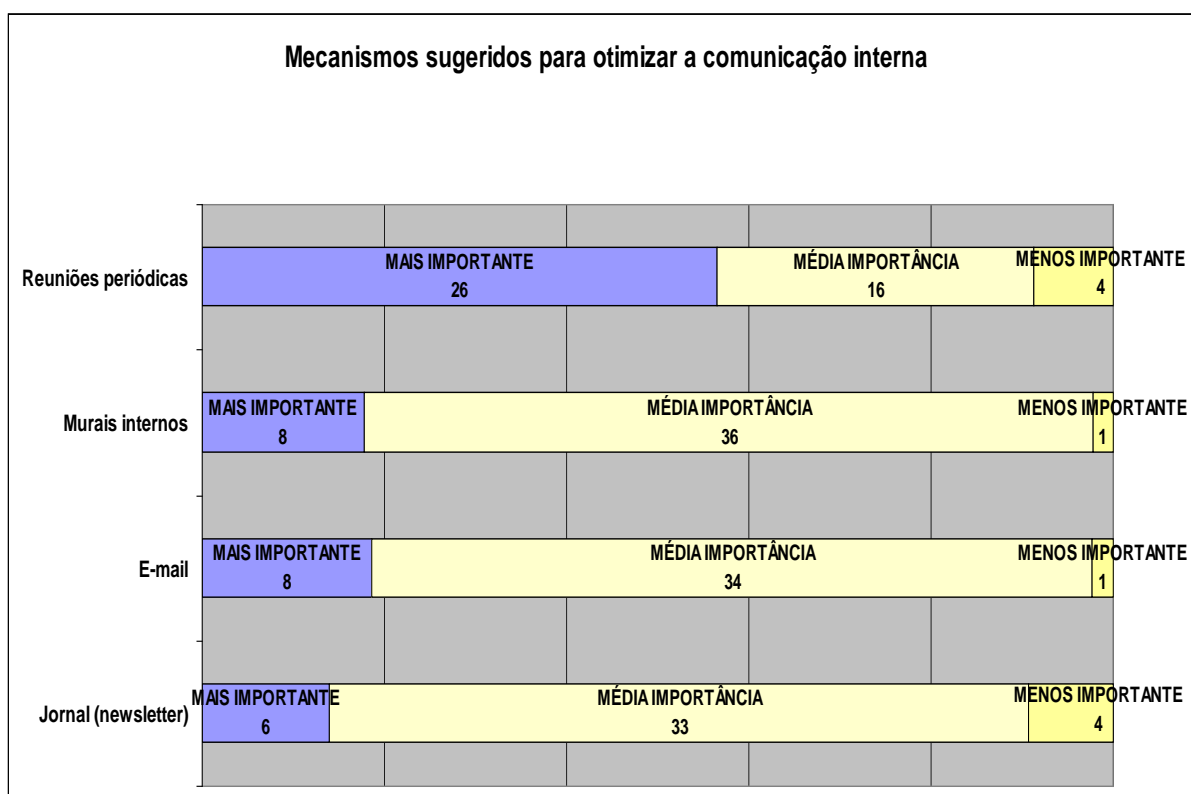 Mecanismos sugeridos para otimizar a comunicação interna
Reuniões periódicas
MAIS IMPORTANTE
26
MÉDIA IMPORTÂNCIA
16
MENOS IMPORTANTE
4
Murais internos
MAIS IMPORTANTE
8
MÉDIA IMPORTÂNCIA
36
MENOS IMPORTANTE
1
E-mail
MAIS IMPORTANTE
8
MÉDIA IMPORTÂNCIA
34
MENOS IMPORTANTE
1
Jornal (newsletter)
MAIS IMPORTANTE
6
MÉDIA IMPORTÂNCIA
33
MENOS IMPORTANTE
4